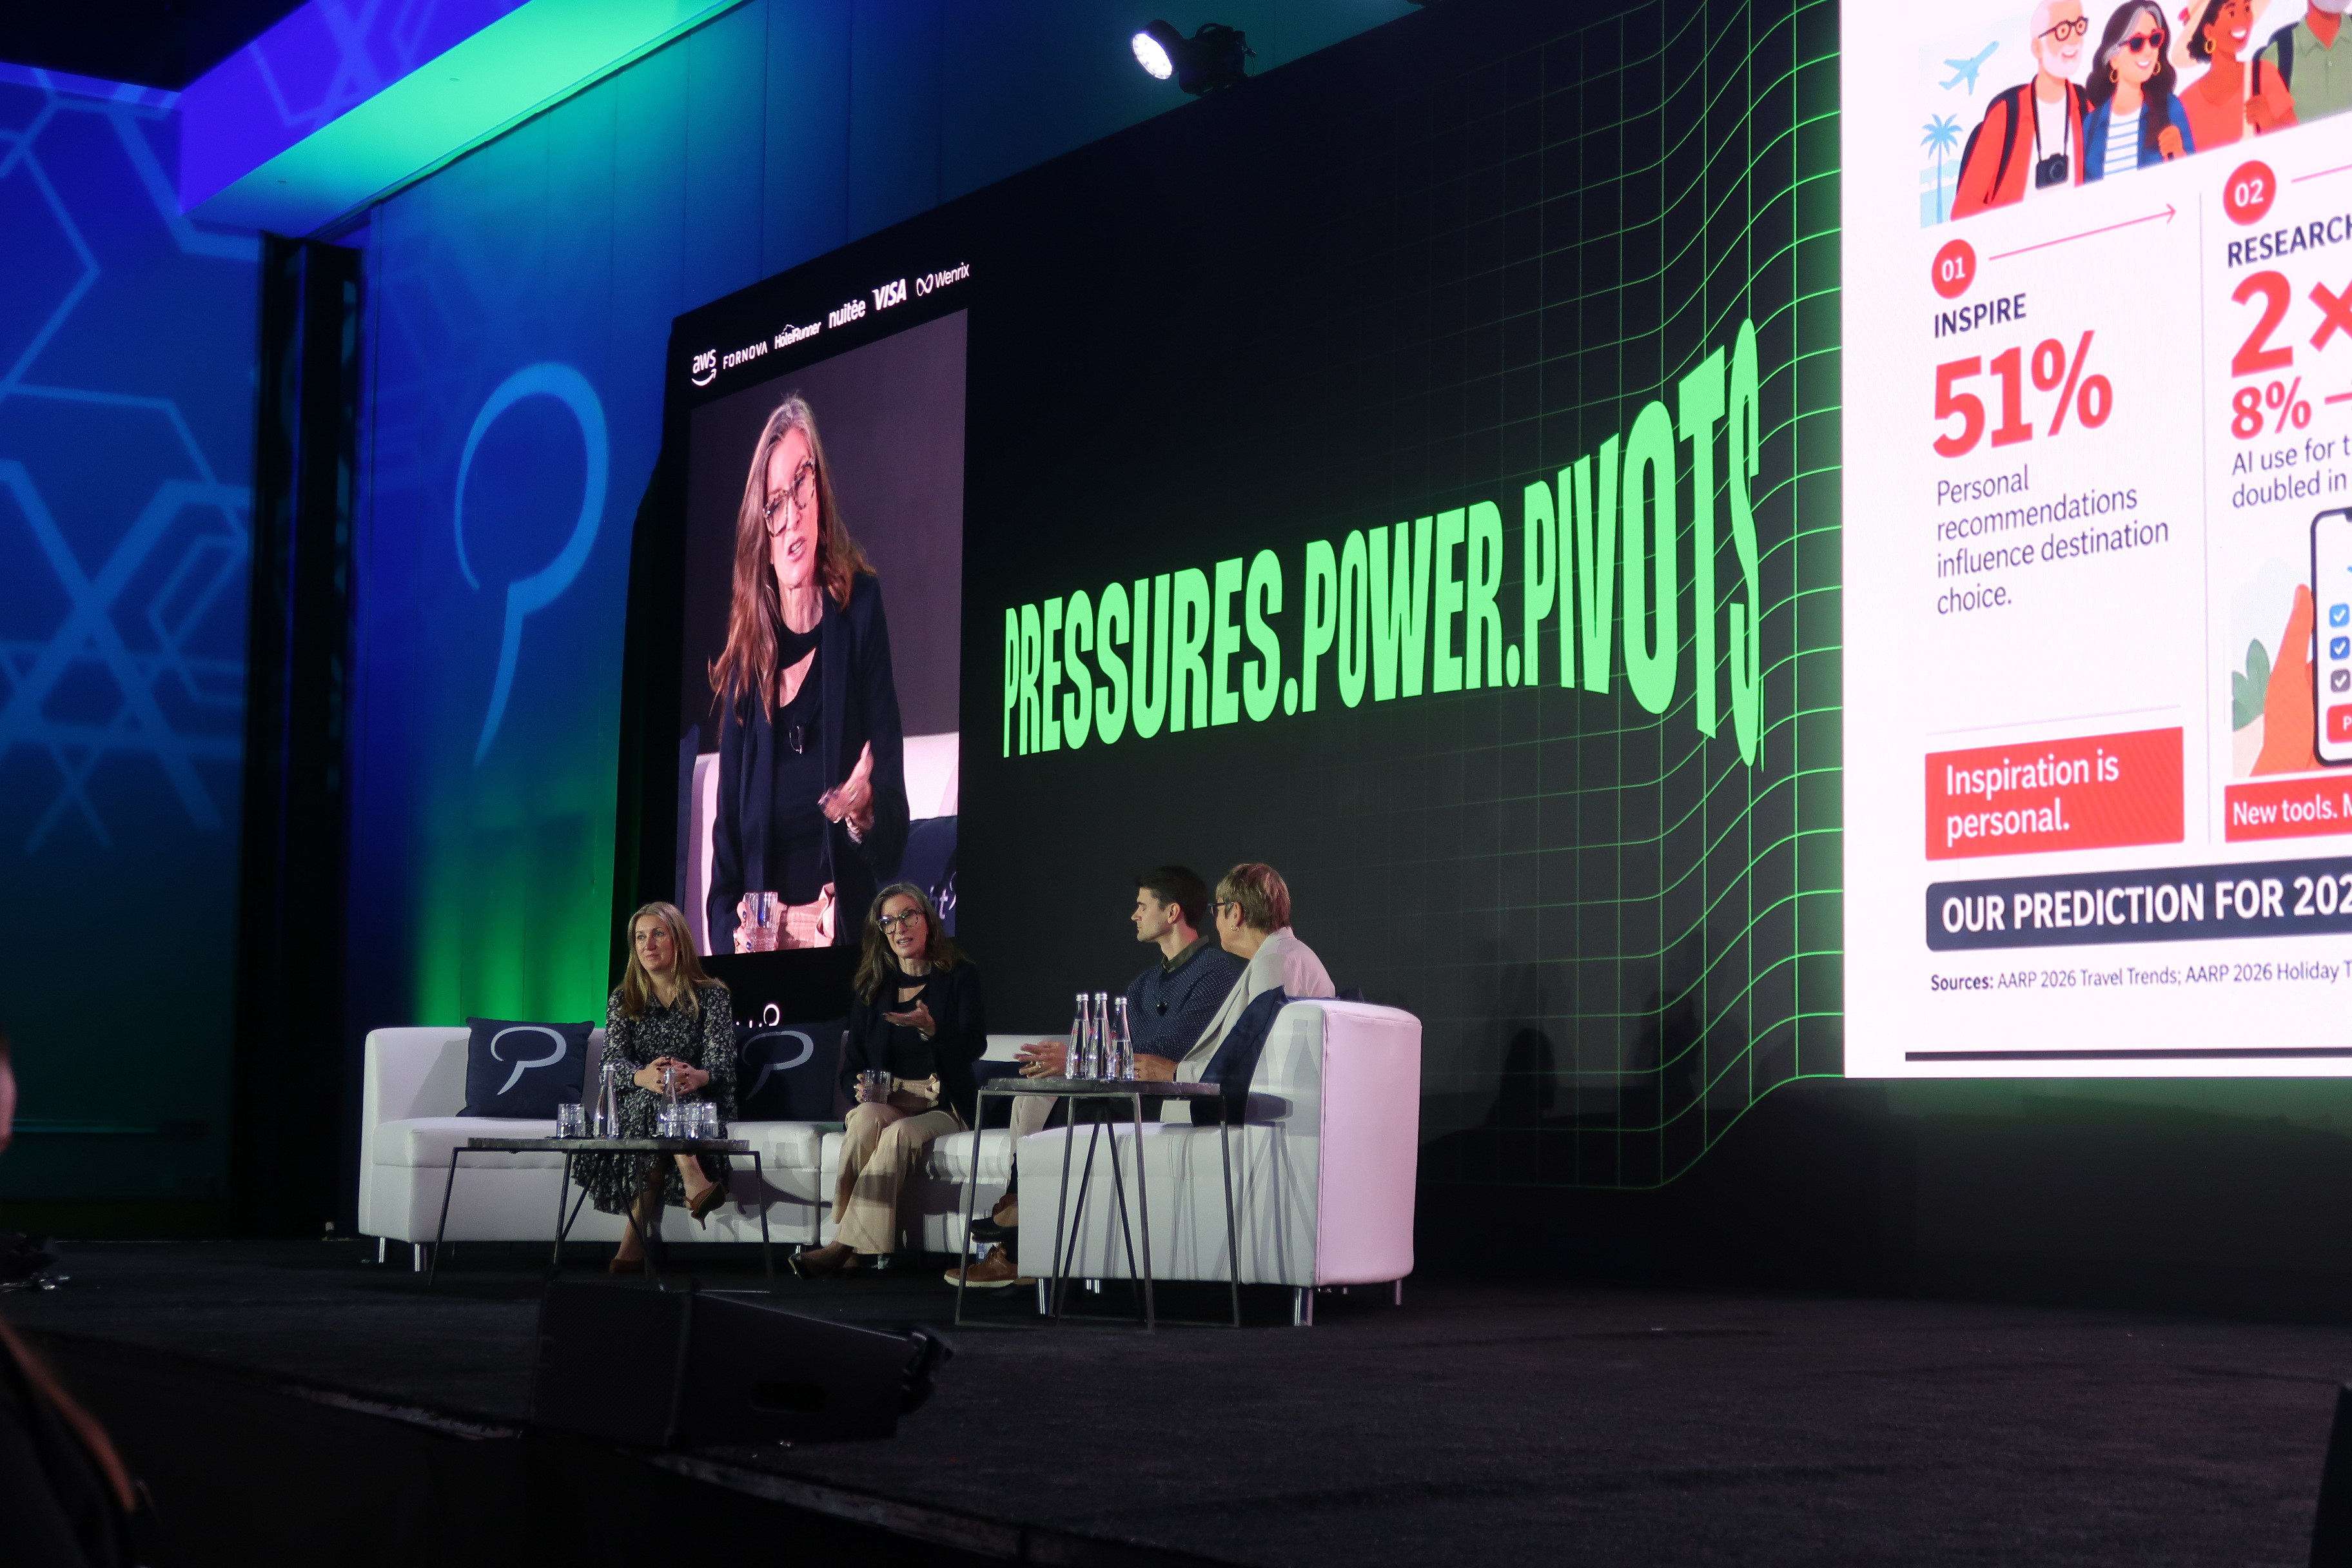 aws FORNOVA HotelRunner nuitée VISA Wenrix
PRESSURES.POWER.PIVOTS
01
INSPIRE
51%
Personal
recommendations
influence destination
choice.
Inspiration is
personal.
02
RESEARCH
2×
8%
AI use for
doubled in
New tools.
OUR PREDICTION FOR
Sources: AARP 2026 Travel Trends; AARP 2026 Holiday